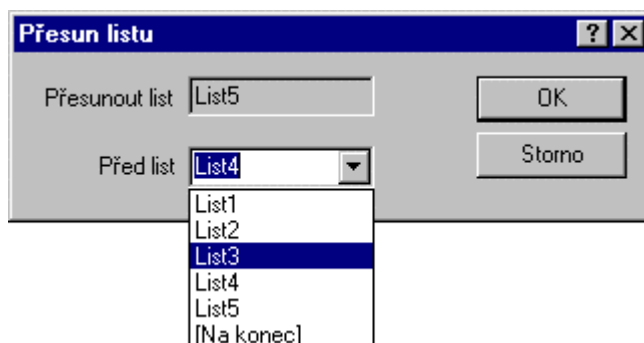 Přesun listu
Přesunout list List5
OK
Před list List4
Storno
List1
List2
List3
List4
List5
[Na konec]